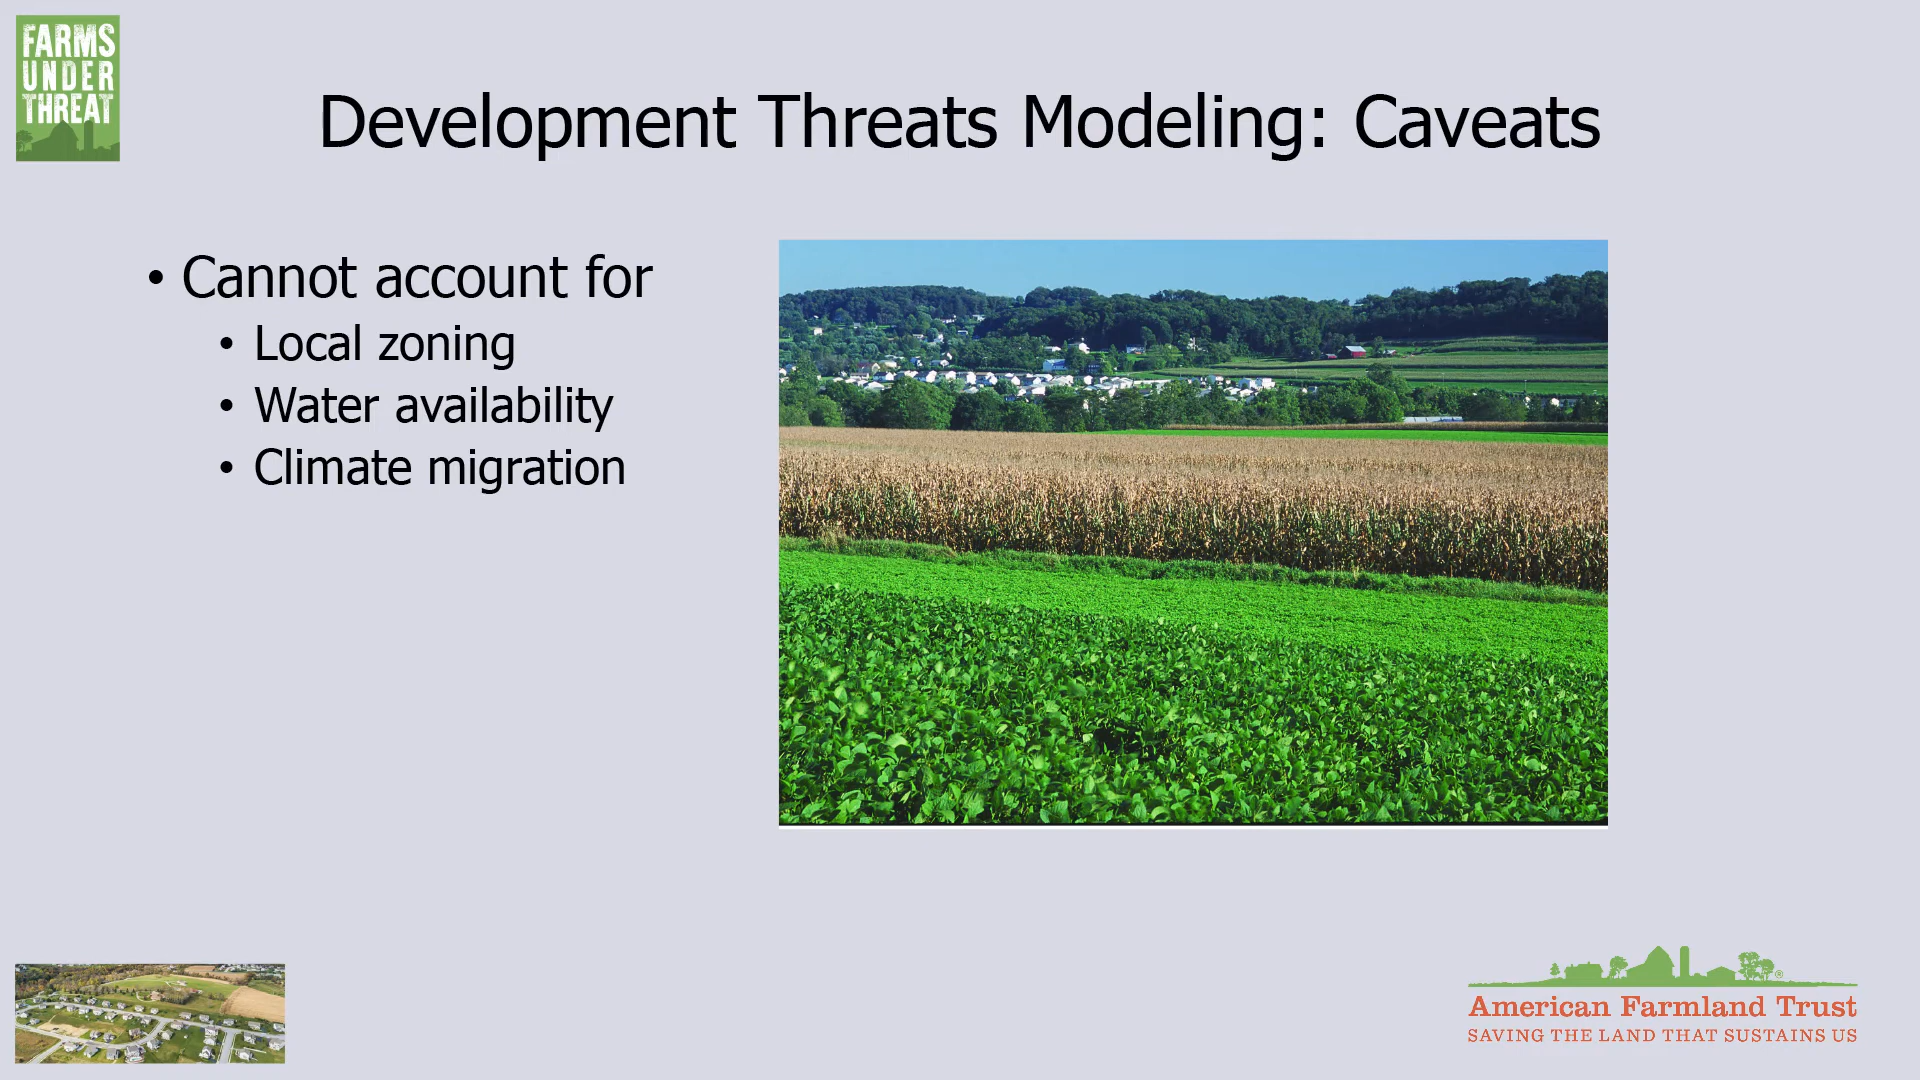 FARMS
UNDER
THREAT
Development Threats Modeling: Caveats
• Cannot account for
• Local zoning
• Water availability
• Climate migration
American Farmland Trust
SAVING THE LAND THAT SUSTAINS US